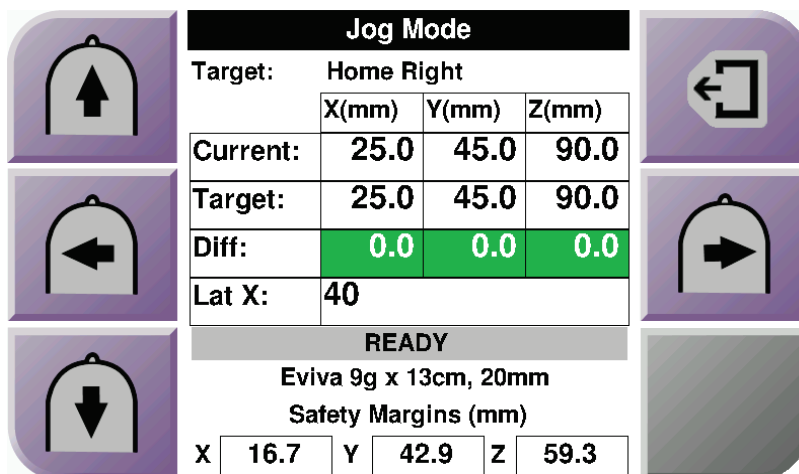 Jog Mode
Target: Home Right
X(mm) Y(mm) Z(mm)
Current: 25.0 45.0 90.0
Target: 25.0 45.0 90.0
Diff: 0.0 0.0 0.0
Lat X: 40
READY
Eviva 9g x 13cm, 20mm
Safety Margins (mm)
X 16.7 Y 42.9 Z 59.3